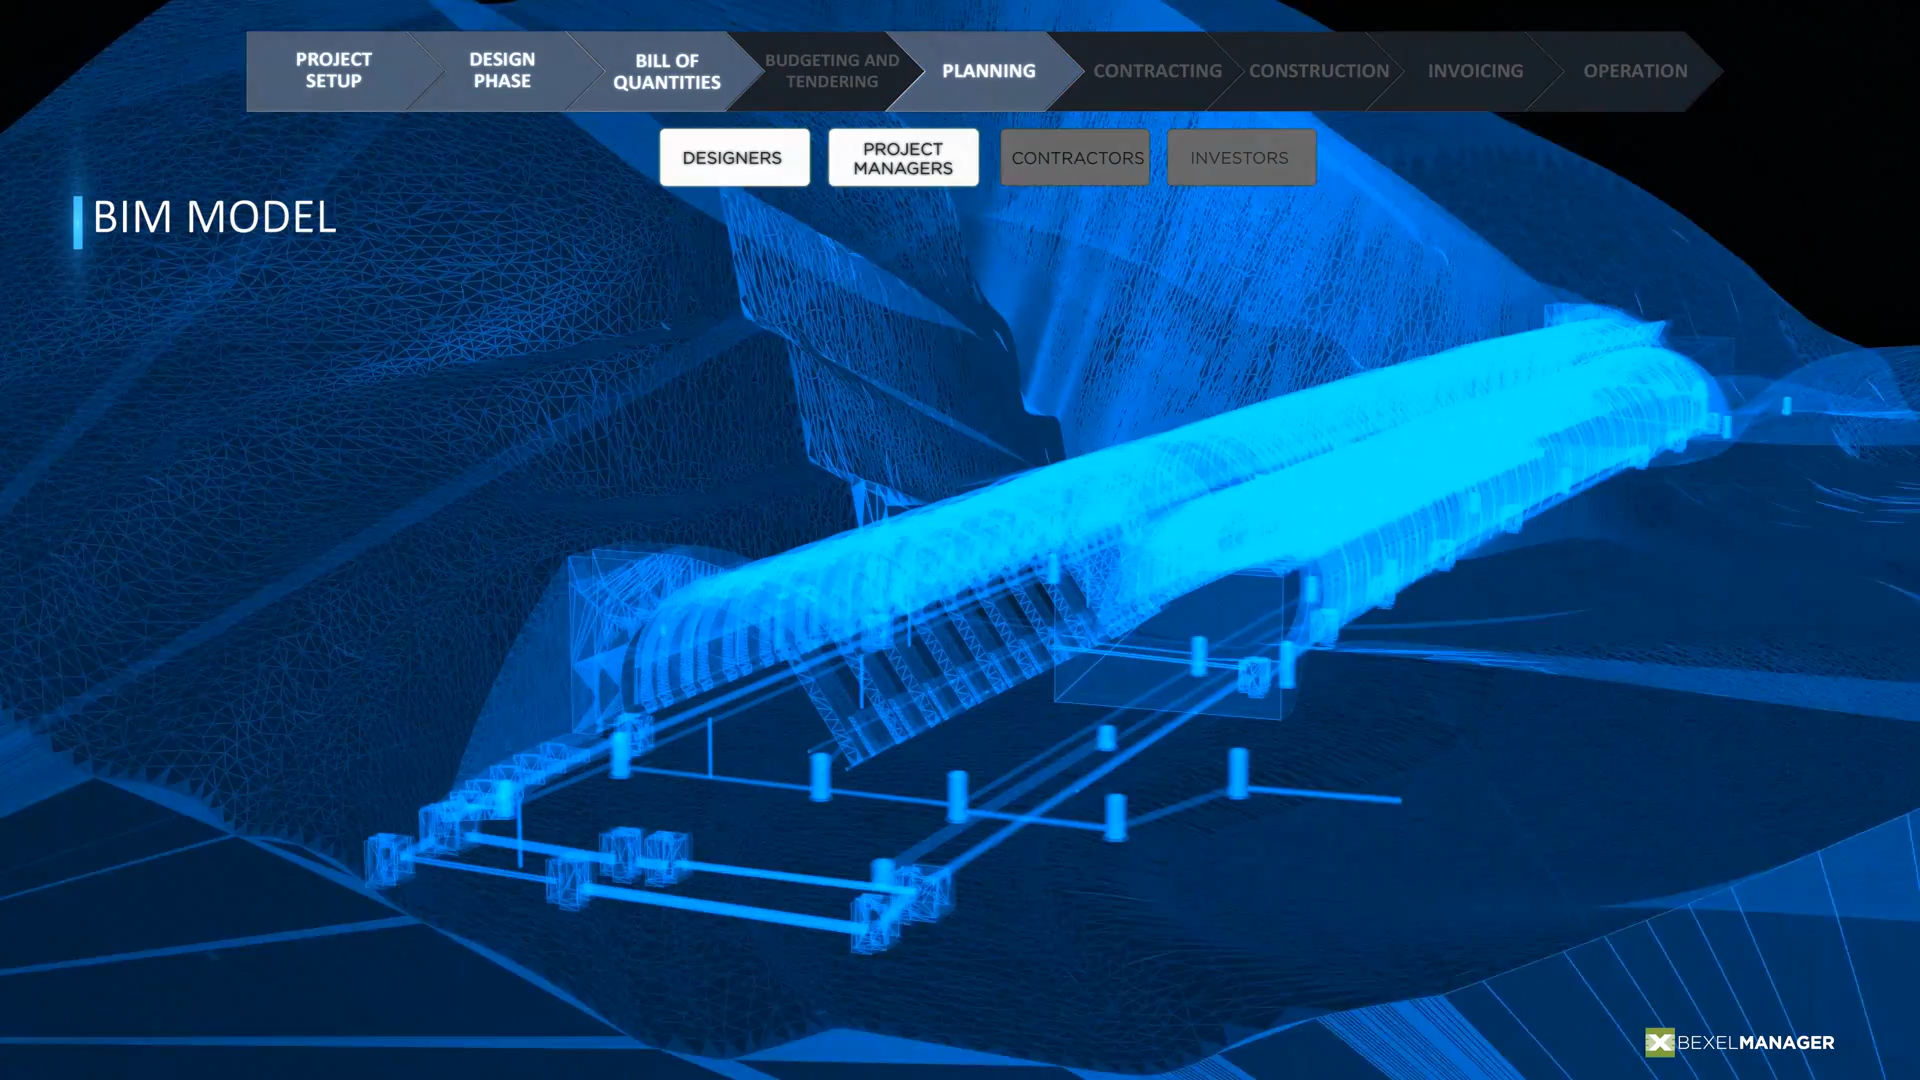 PROJECT
SETUP
DESIGN
PHASE
BILL OF
QUANTITIES
BUDGETING AND
TENDERING
PLANNING
CONTRACTING
CONSTRUCTION
INVOICING
OPERATION
DESIGNERS
PROJECT
MANAGERS
CONTRACTORS
INVESTORS
BIM MODEL
BEXELMANAGER